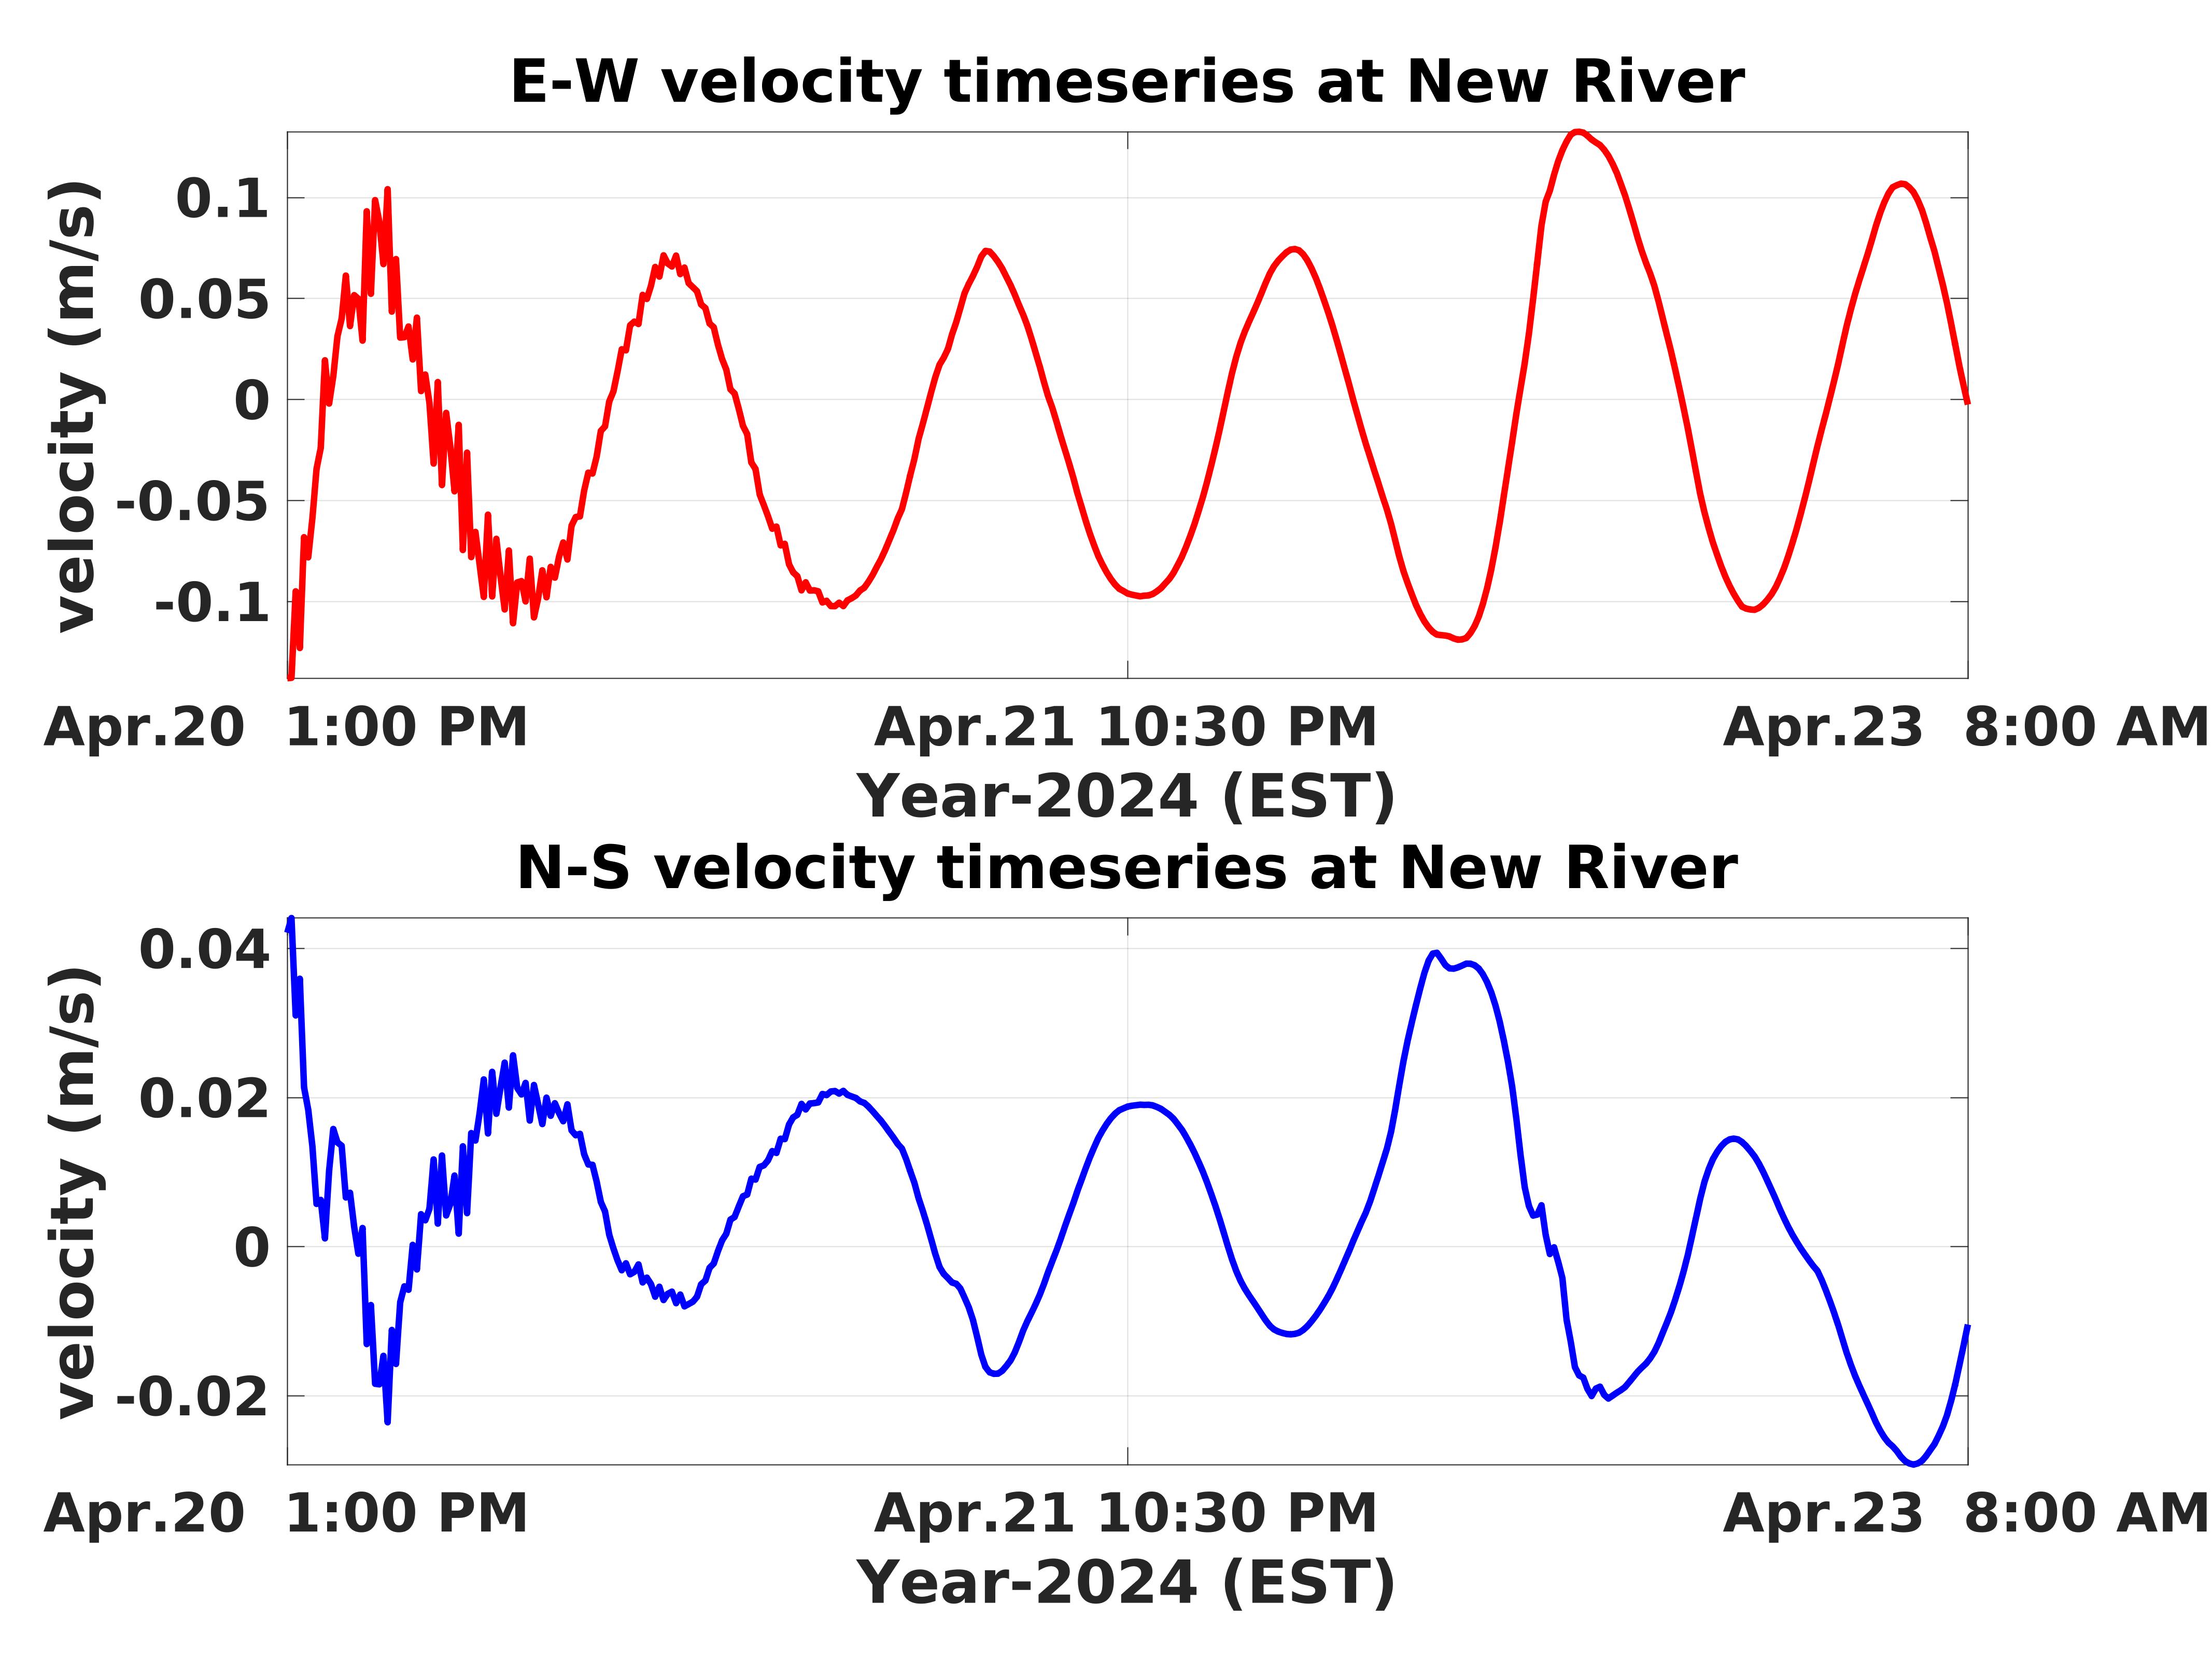 E-W velocity timeseries at New River
velocity (m/s)
0.1
0.05
0
-0.05
-0.1
Apr.20  1:00 PM
Apr.21 10:30 PM
Apr.23  8:00 AM
Year-2024 (EST)
N-S velocity timeseries at New River
velocity (m/s)
0.04
0.02
0
-0.02
Apr.20  1:00 PM
Apr.21 10:30 PM
Apr.23  8:00 AM
Year-2024 (EST)